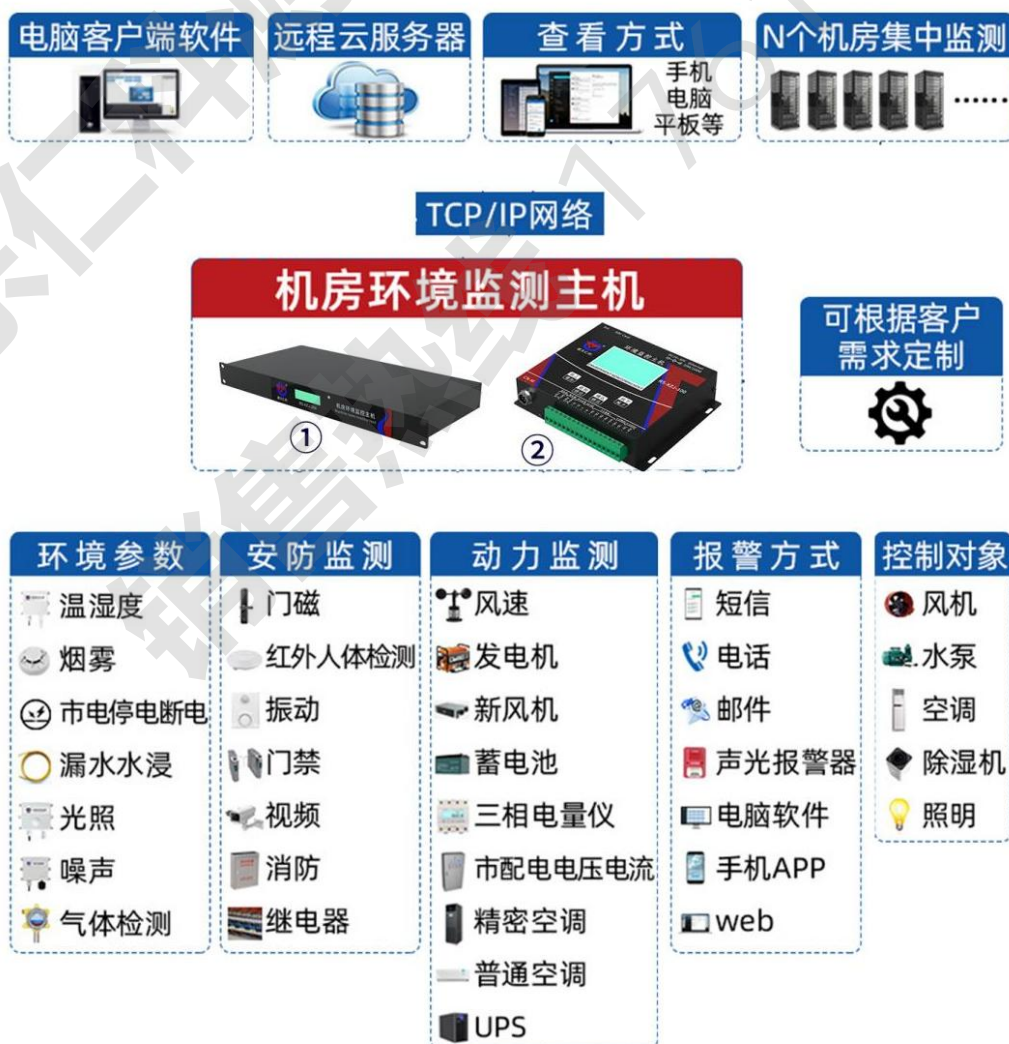 电脑客户端软件
远程云服务器
查看方式
手机
电脑
平板等
N个机房集中监测
······
TCP/IP网络
机房环境监测主机
①
②
可根据客户
需求定制
环境参数
温湿度
烟雾
市电停电断电
漏水水浸
光照
噪声
气体检测
安防监测
门磁
红外人体检测
振动
门禁
视频
消防
继电器
动力监测
风速
发电机
新风机
蓄电池
三相电量仪
市配电电压电流
精密空调
普通空调
UPS
报警方式
短信
电话
邮件
声光报警器
电脑软件
手机APP
web
控制对象
风机
水泵
空调
除湿机
照明